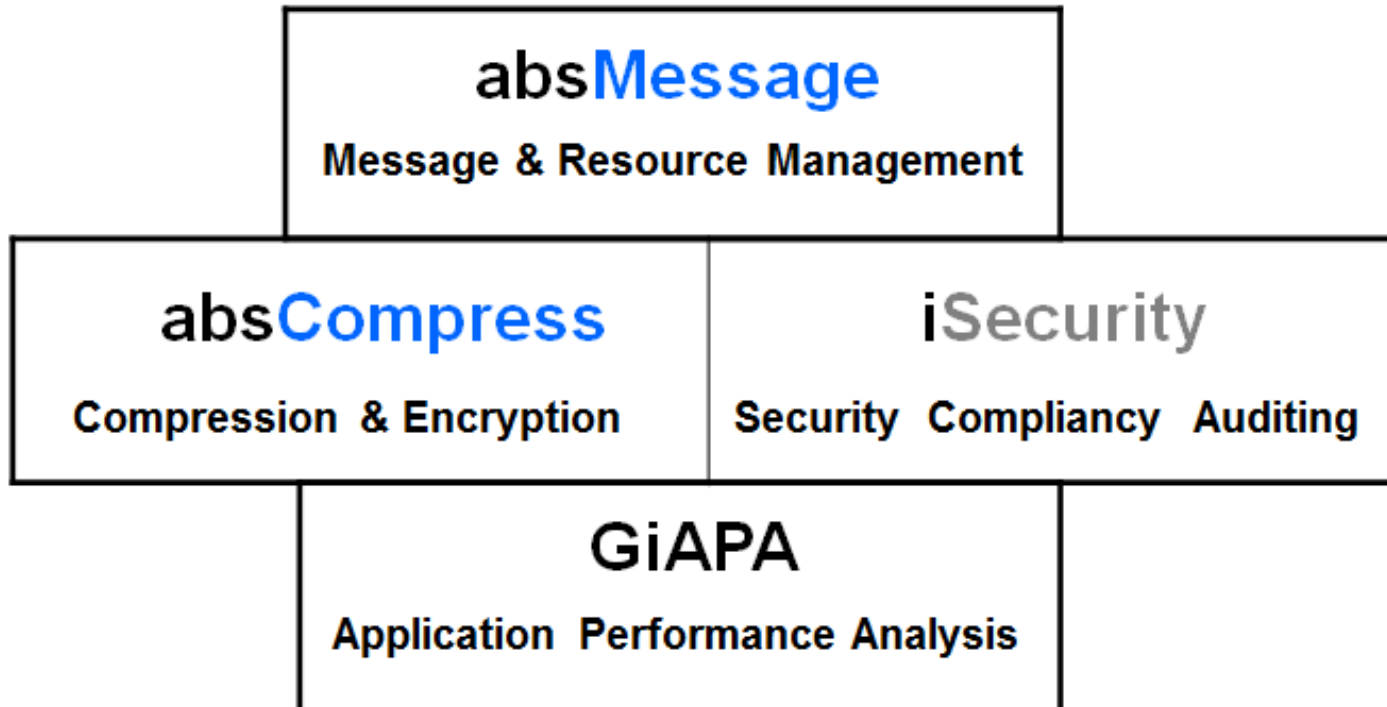 absMessage
Message & Resource Management
absCompress
Compression & Encryption
iSecurity
Security Compliancy Auditing
GiAPA
Application Performance Analysis